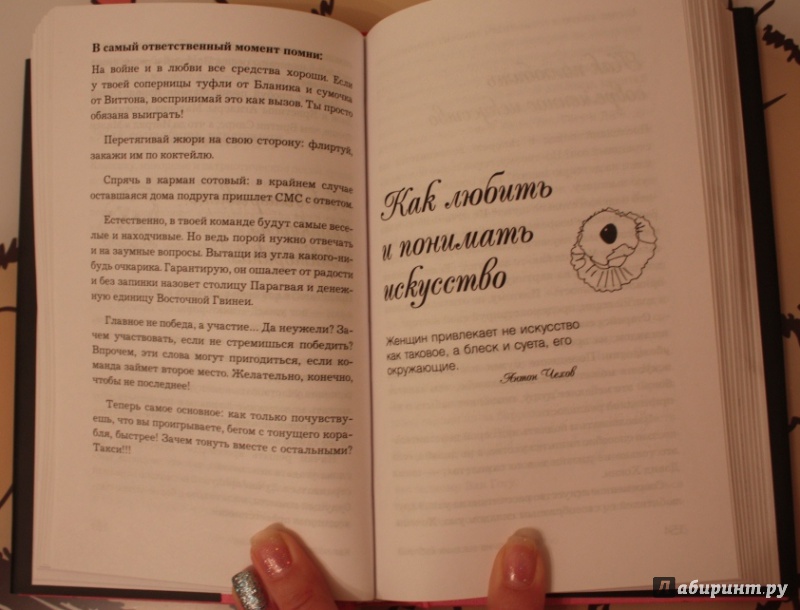 В самый ответственный момент помни:
На войне и в любви все средства хороши. Если
у твоей соперницы туфли от Бланика и сумочка
от Виттона, воспринимай это как вызов. Ты просто
обязана выиграть!
Перетягивай жюри на свою сторону: флиртуй,
закажи им по коктейлю.
Спрячь в карман сотовый: в крайнем случае
оставшаяся дома подруга пришлет СМС с ответом.
Естественно, в твоей команде будут самые весе-
лые и находчивые. Но ведь порой нужно отвечать
и на заумные вопросы. Вытащи из угла какого-ни-
будь очкарика. Гарантирую, он ошалеет от радости
и без запинки назовет столицу Парагвая и денеж-
ную единицу Восточной Гвинеи.
Главное не победа, а участие... Да неужели? За-
чем участвовать, если не стремишься победить?
Впрочем, эти слова могут пригодиться, если ко-
манда займет второе место. Желательно, конечно,
чтобы не последнее!
Теперь самое основное: как только почувству-
ешь, что вы проигрываете, бегом с тонущего кора-
бля, быстрее! Зачем тонуть вместе с остальными?
Такси!!!
Как любить
и понимать
искусство
Женщин привлекает не искусство
как таковое, а блеск и суета, его
окружающие.
Антон Чехов
Лабиринт.ру